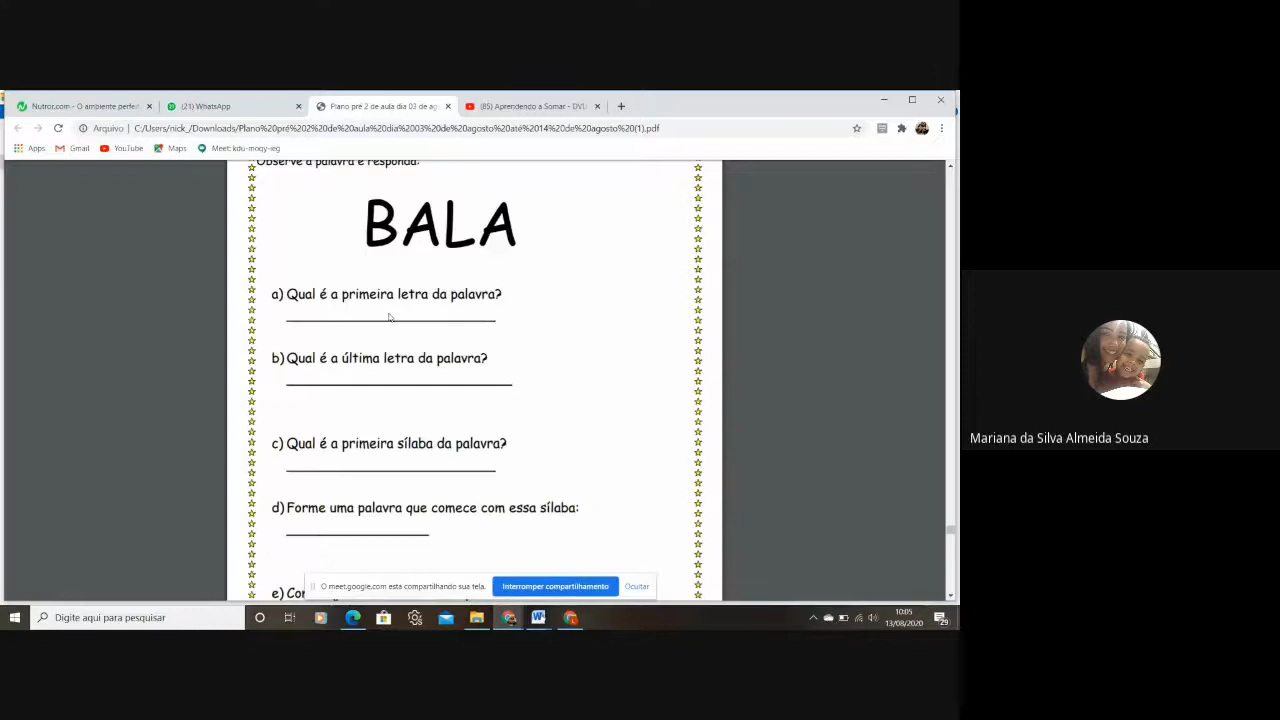 Nutror.com - O ambiente perfei
(21) WhatsApp
Plano pré 2 de aula dia 03 de ag
(85) Aprendendo a Somar - DVD
Arquivo | C:/Users/nick_/Downloads/Plano%20pré%202%20de%20aula%20dia%2003%20de%20agosto%20até%2014%20de%20agosto%20(1).pdf
Apps Gmail YouTube Maps Meet: kdu-moqy-ieg
Observe a palavra e responda:
BALA
a) Qual é a primeira letra da palavra?
b) Qual é a última letra da palavra?
c) Qual é a primeira sílaba da palavra?
d) Forme uma palavra que comece com essa sílaba:
e)
O meet.google.com esta compartilhando sua tela. Interromper compartilhamento Ocultar
Digite aqui para pesquisar
10:05
13/08/2020
29
Mariana da Silva Almeida Souza